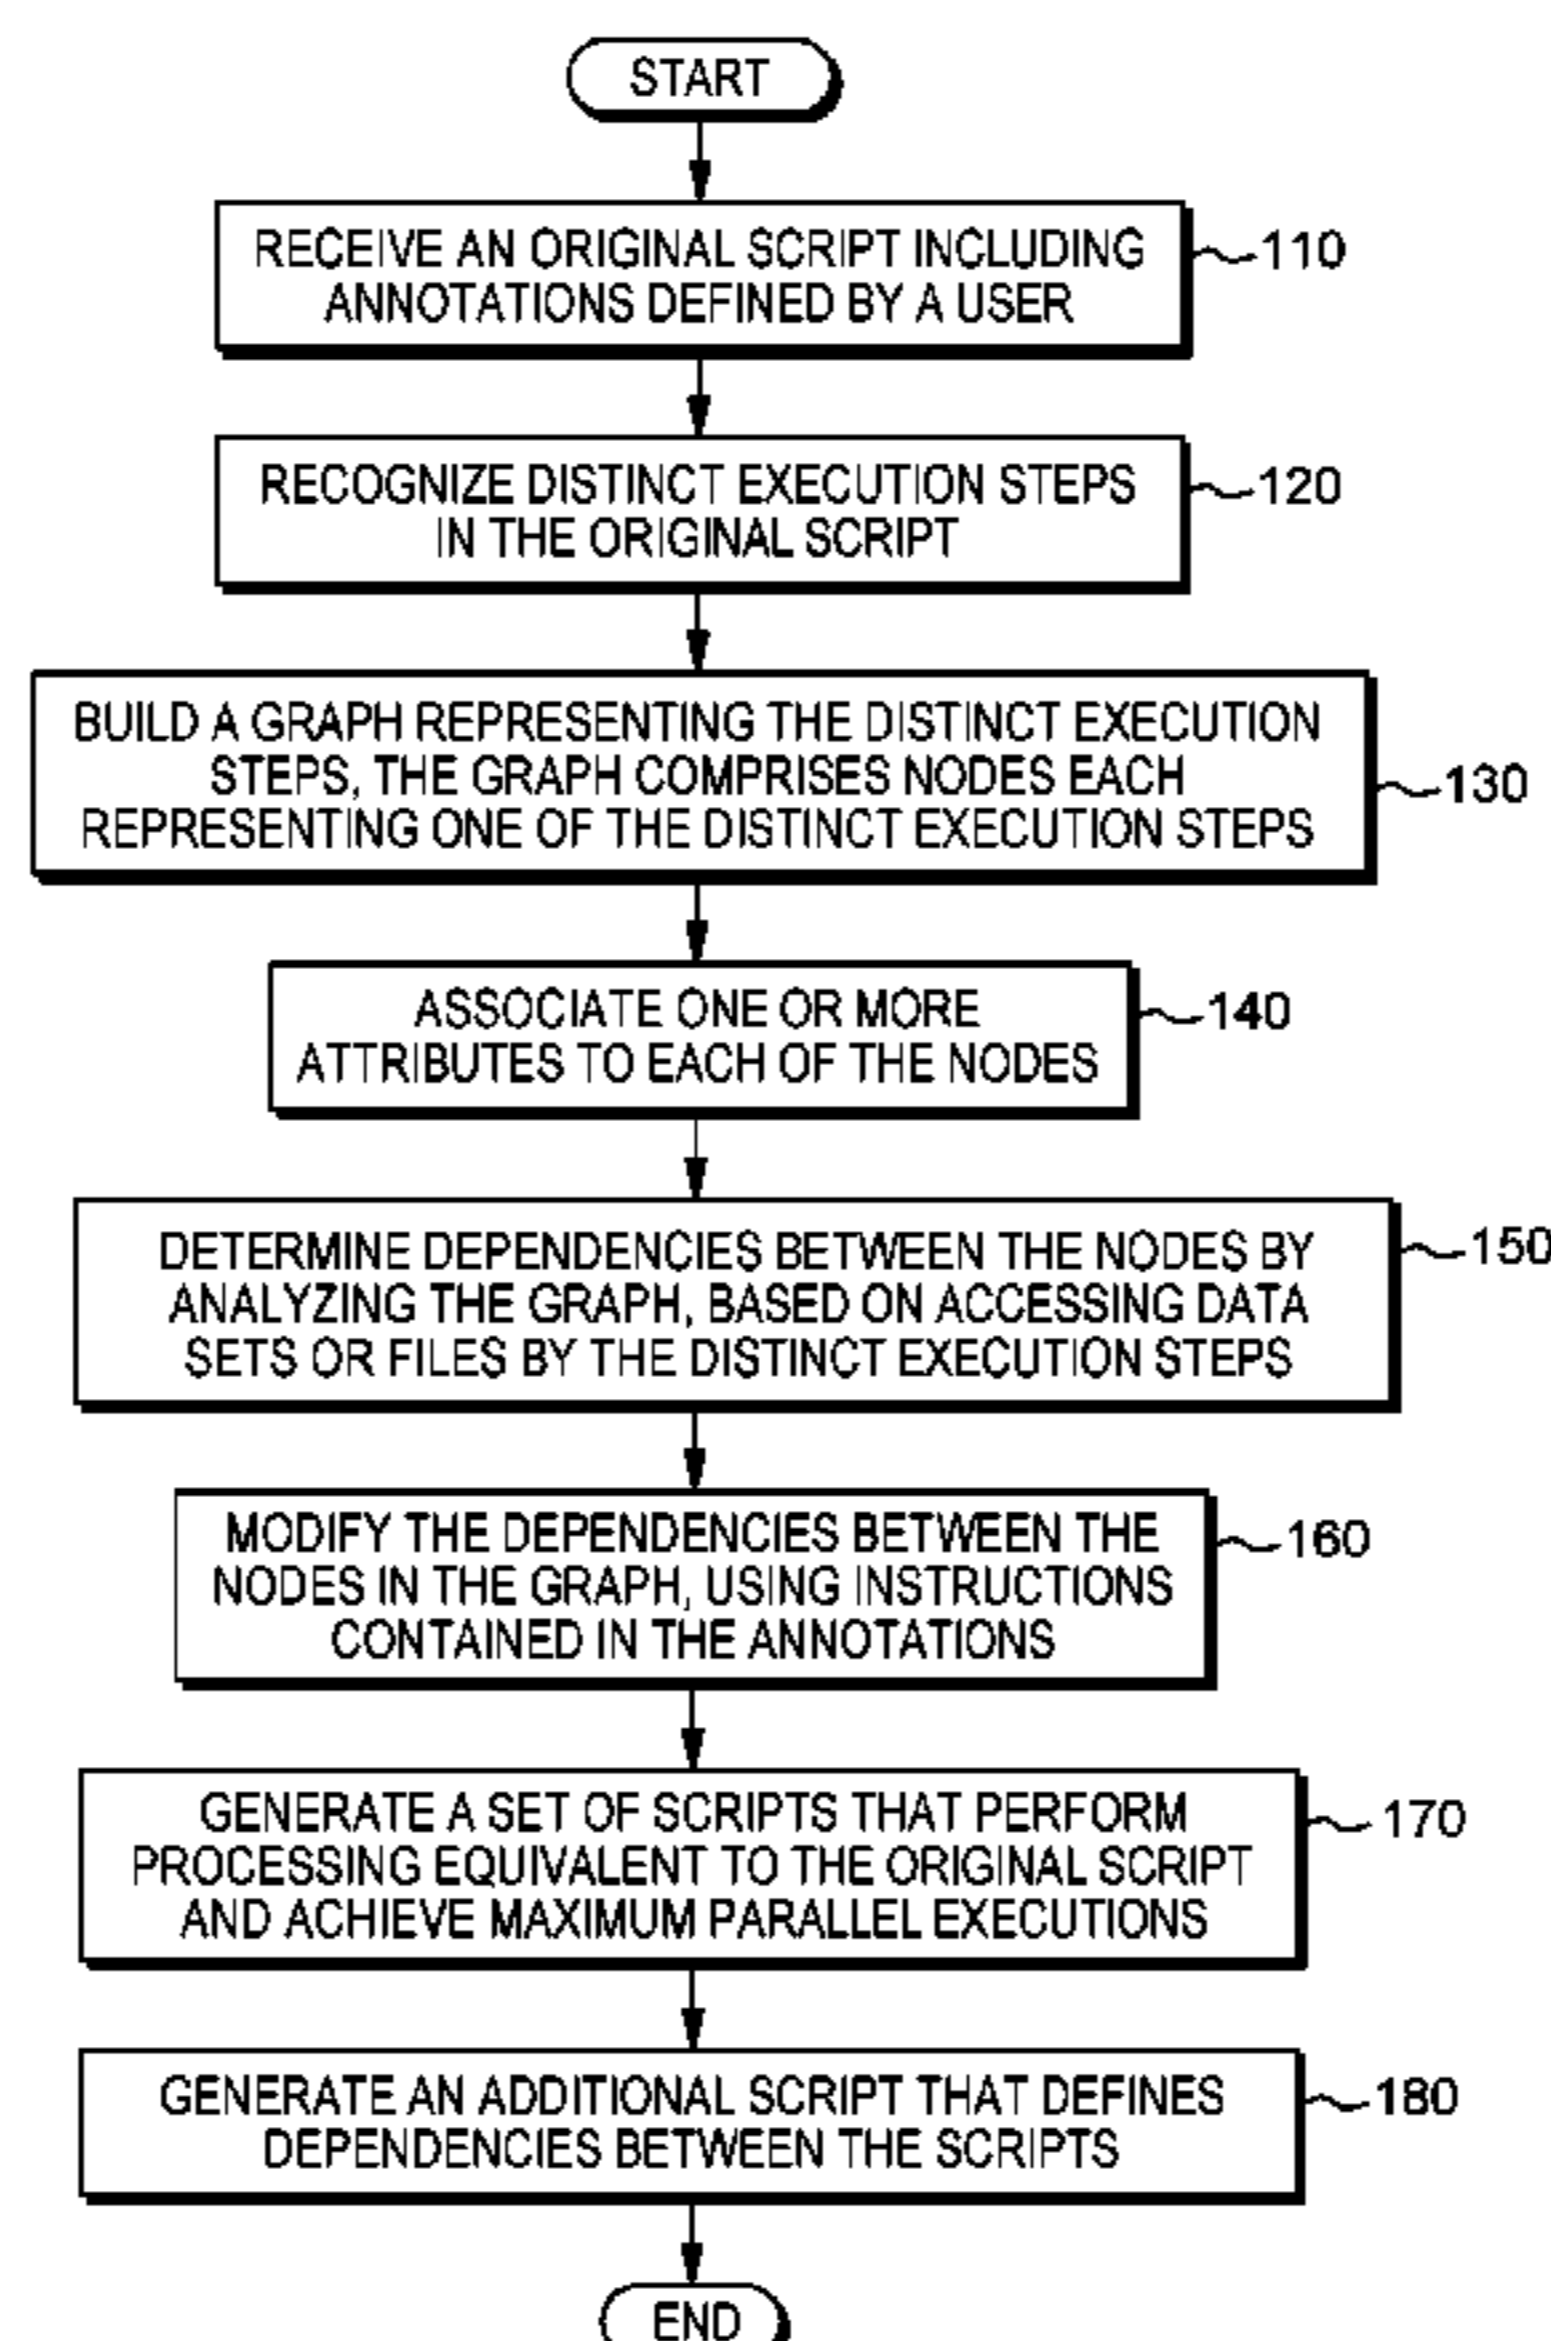 START
RECEIVE AN ORIGINAL SCRIPT INCLUDING
ANNOTATIONS DEFINED BY A USER
110
RECOGNIZE DISTINCT EXECUTION STEPS
IN THE ORIGINAL SCRIPT
120
BUILD A GRAPH REPRESENTING THE DISTINCT EXECUTION
STEPS, THE GRAPH COMPRISES NODES EACH
REPRESENTING ONE OF THE DISTINCT EXECUTION STEPS
130
ASSOCIATE ONE OR MORE
ATTRIBUTES TO EACH OF THE NODES
140
DETERMINE DEPENDENCIES BETWEEN THE NODES BY
ANALYZING THE GRAPH, BASED ON ACCESSING DATA
SETS OR FILES BY THE DISTINCT EXECUTION STEPS
150
MODIFY THE DEPENDENCIES BETWEEN THE
NODES IN THE GRAPH, USING INSTRUCTIONS
CONTAINED IN THE ANNOTATIONS
160
GENERATE A SET OF SCRIPTS THAT PERFORM
PROCESSING EQUIVALENT TO THE ORIGINAL SCRIPT
AND ACHIEVE MAXIMUM PARALLEL EXECUTIONS
170
GENERATE AN ADDITIONAL SCRIPT THAT DEFINES
DEPENDENCIES BETWEEN THE SCRIPTS
180
END